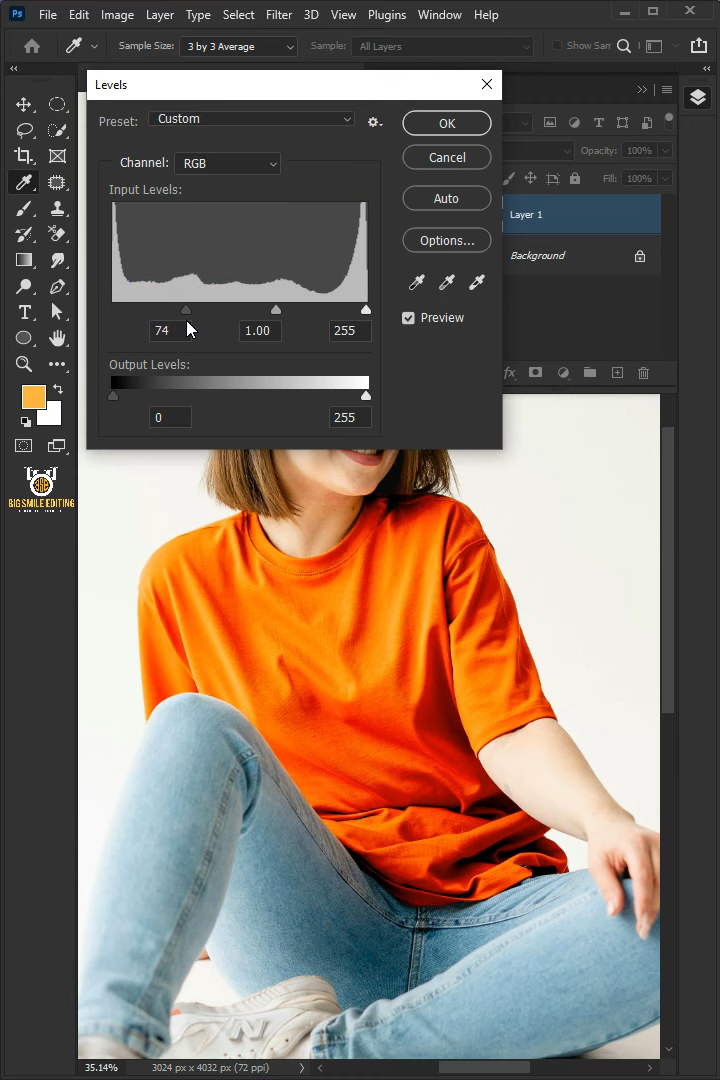 Ps File Edit Image Layer Type Select Filter 3D View Plugins Window Help
Sample Size: 3 by 3 Average Sample: All Layers Show Sam
Levels
Preset: Custom
OK
Channel: RGB
Cancel
Input Levels:
Auto
Options...
Preview
74 1.00 255
Output Levels:
0 255
Opacity: 100%
Fill: 100%
Layer 1
Background
fx
BIG SMILE EDITING
N
35.14% 3024 px x 4032 px (72 ppi)